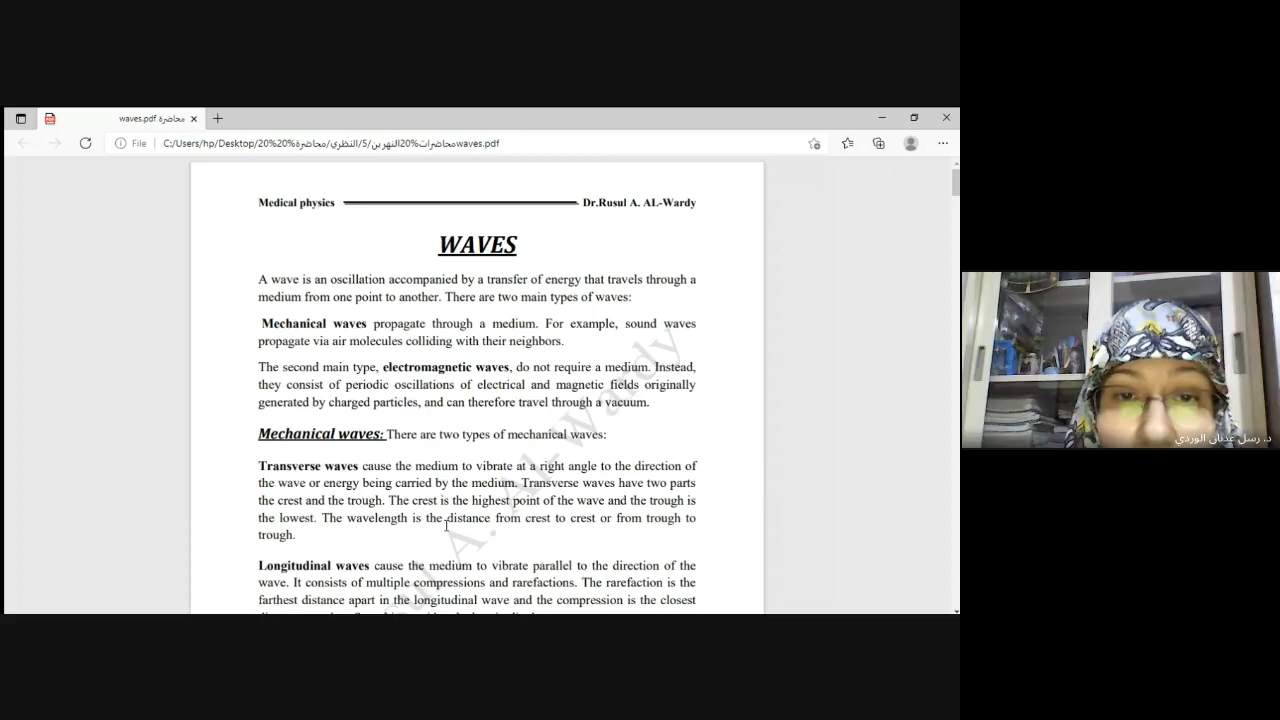 محاضرة waves.pdf
File
C:/Users/hp/Desktop/20%20%محاضرات%20النهرين/5/النظري/محاضرةwaves.pdf
Medical physics Dr.Rusul A. AL-Wardy
WAVES
A wave is an oscillation accompanied by a transfer of energy that travels through a
medium from one point to another. There are two main types of waves:
Mechanical waves propagate through a medium. For example, sound waves
propagate via air molecules colliding with their neighbors.
The second main type, electromagnetic waves, do not require a medium. Instead,
they consist of periodic oscillations of electrical and magnetic fields originally
generated by charged particles, and can therefore travel through a vacuum.
Mechanical waves: There are two types of mechanical waves:
Transverse waves cause the medium to vibrate at a right angle to the direction of
the wave or energy being carried by the medium. Transverse waves have two parts
the crest and the trough. The crest is the highest point of the wave and the trough is
the lowest. The wavelength is the distance from crest to crest or from trough to
trough.
Longitudinal waves cause the medium to vibrate parallel to the direction of the
wave. It consists of multiple compressions and rarefactions. The rarefaction is the
farthest distance apart in the longitudinal wave and the compression is the closest
A. Al-Wardy
د. رسل عدنان الوردي